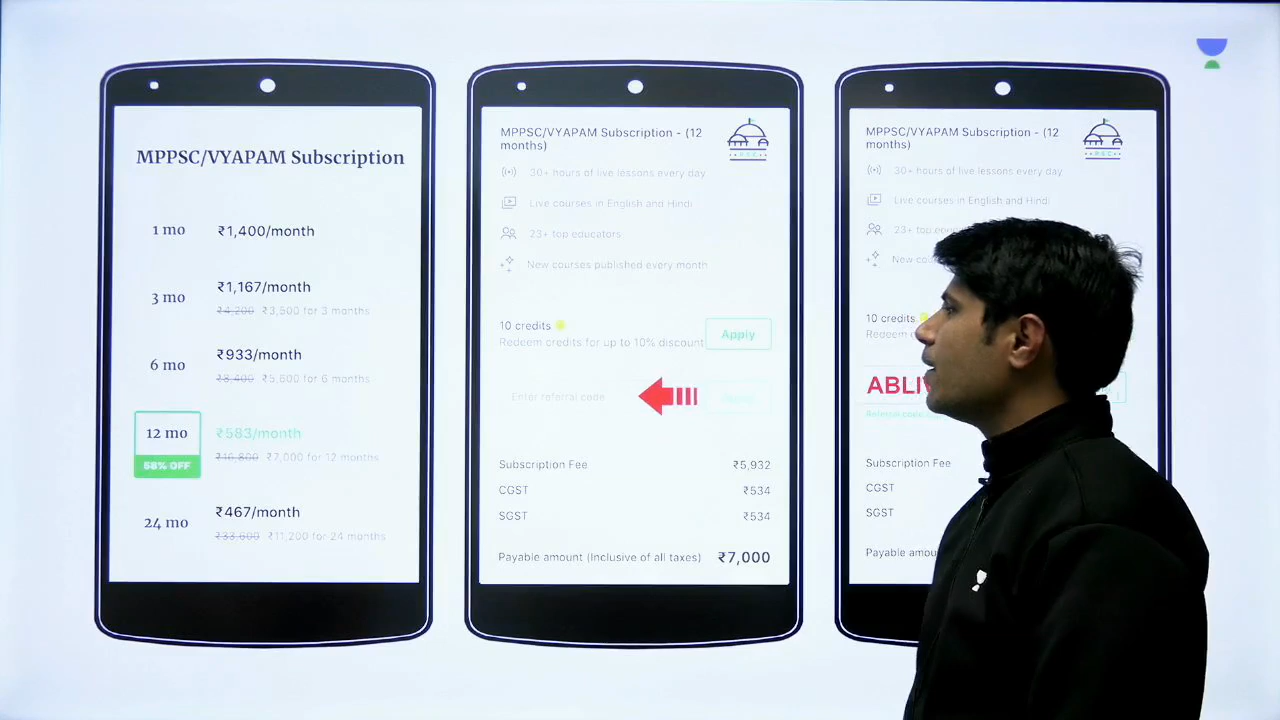 MPPSC/VYAPAM Subscription
1 mo ₹1,400/month
3 mo ₹1,167/month
₹4,200 ₹3,500 for 3 months
6 mo ₹933/month
₹8,400 ₹5,600 for 6 months
12 mo ₹583/month
58% OFF ₹16,800 ₹7,000 for 12 months
24 mo ₹467/month
₹33,600 ₹11,200 for 24 months
MPPSC/VYAPAM Subscription - (12
months)
PSC
30+ hours of live lessons every day
Live courses in English and Hindi
23+ top educators
New courses published every month
10 credits
Redeem credits for up to 10% discount
Apply
Enter referral code
Subscription Fee ₹5,932
CGST ₹534
SGST ₹534
Payable amount (Inclusive of all taxes) ₹7,000
MPPSC/VYAPAM Subscription - (12
months)
PSC
30+ hours of live lessons every day
Live courses in English and Hindi
23+ top
New
10 credits
Redeem
Referral
Subscription Fee
CGST
SGST
Payable